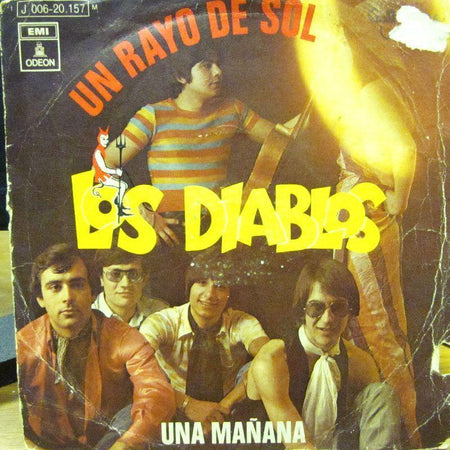 J 006-20.157 M
EMI
ODEON
UN RAYO DE SOL
LOS DIABLOS
UNA MAÑANA